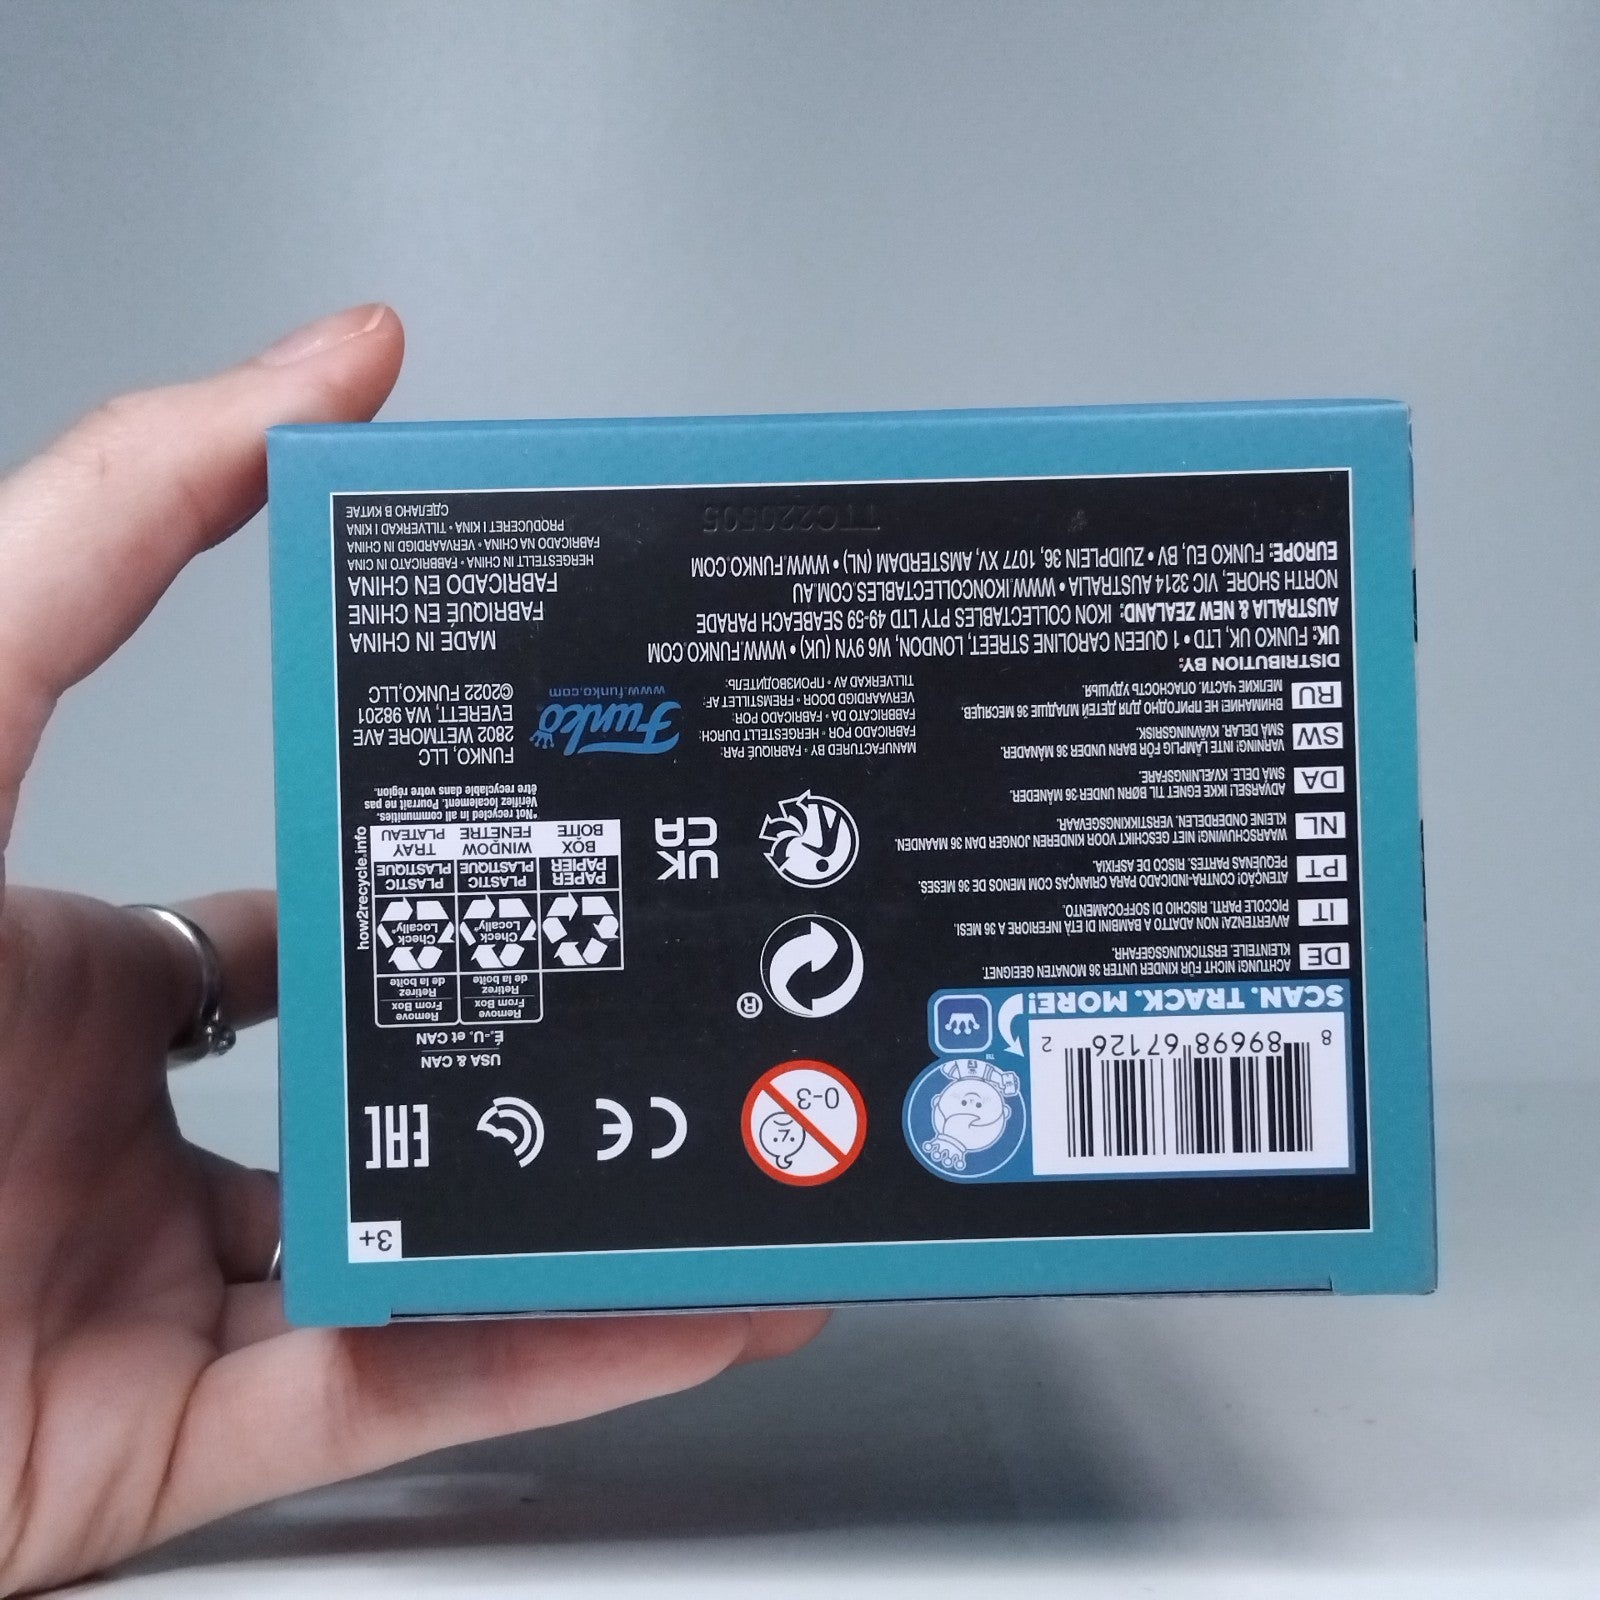 3+
8 89698 67126 2
SCAN. TRACK. MORE!
™
0-3
CE
EAC
USA & CAN
É.-U. et CAN
Remove
From Box
Retirez
de la boîte
Remove
From Box
Retirez
de la boîte
Check
Locally*
Check
Locally*
PAPER
PAPIER
PLASTIC
PLASTIQUE
PLASTIC
PLASTIQUE
BOX
BOÎTE
WINDOW
FENÊTRE
TRAY
PLATEAU
*Not recycled in all communities.
Vérifiez localement. Pourrait ne pas
être recyclable dans votre région.
how2recycle.info
®
UK
CA
DE
ACHTUNG! NICHT FÜR KINDER UNTER 36 MONATEN GEEIGNET.
KLEINTEILE. ERSTICKUNGSGEFAHR.
IT
AVVERTENZA! NON ADATTO A BAMBINI DI ETÀ INFERIORE A 36 MESI.
PICCOLE PARTI. RISCHIO DI SOFFOCAMENTO.
PT
ATENÇÃO! CONTRA-INDICADO PARA CRIANÇAS COM MENOS DE 36 MESES.
PEQUENAS PARTES. RISCO DE ASFIXIA.
NL
WAARSCHUWING! NIET GESCHIKT VOOR KINDEREN JONGER DAN 36 MAANDEN.
KLEINE ONDERDELEN. VERSTIKKINGSGEVAAR.
DA
ADVARSEL! IKKE EGNET TIL BØRN UNDER 36 MÅNEDER.
SMÅ DELE. KVÆLNINGSFARE.
SW
VARNING! INTE LÄMPLIG FÖR BARN UNDER 36 MÅNADER.
SMÅ DELAR. KVÄVNINGSRISK.
RU
ВНИМАНИЕ! НЕ ПРИГОДНО ДЛЯ ДЕТЕЙ МЛАДШЕ 36 МЕСЯЦЕВ.
МЕЛКИЕ ЧАСТИ. ОПАСНОСТЬ УДУШЬЯ.
MANUFACTURED BY • FABRIQUÉ PAR:
FABRICADO POR • HERGESTELLT DURCH:
FABBRICATO DA • FABRICADO POR:
VERVAARDIGD DOOR • FREMSTILLET AF:
TILLVERKAD AV • ПРОИЗВОДИТЕЛЬ:
Funko®
www.funko.com
FUNKO, LLC
2802 WETMORE AVE
EVERETT, WA 98201
©2022 FUNKO,LLC
DISTRIBUTION BY:
UK: FUNKO UK, LTD • 1 QUEEN CAROLINE STREET, LONDON, W6 9YN (UK) • WWW.FUNKO.COM
AUSTRALIA & NEW ZEALAND: IKON COLLECTABLES PTY LTD 49-59 SEABEACH PARADE
NORTH SHORE, VIC 3214 AUSTRALIA • WWW.IKONCOLLECTABLES.COM.AU
EUROPE: FUNKO EU, BV • ZUIDPLEIN 36, 1077 XV, AMSTERDAM (NL) • WWW.FUNKO.COM
MADE IN CHINA
FABRIQUÉ EN CHINE
FABRICADO EN CHINA
HERGESTELLT IN CHINA • FABBRICATO IN CHINA
FABRICADO NA CHINA • VERVAARDIGD IN CHINA
PRODUCERET I KINA • TILLVERKAD I KINA
СДЕЛАНО В КИТАЕ
TTC220505